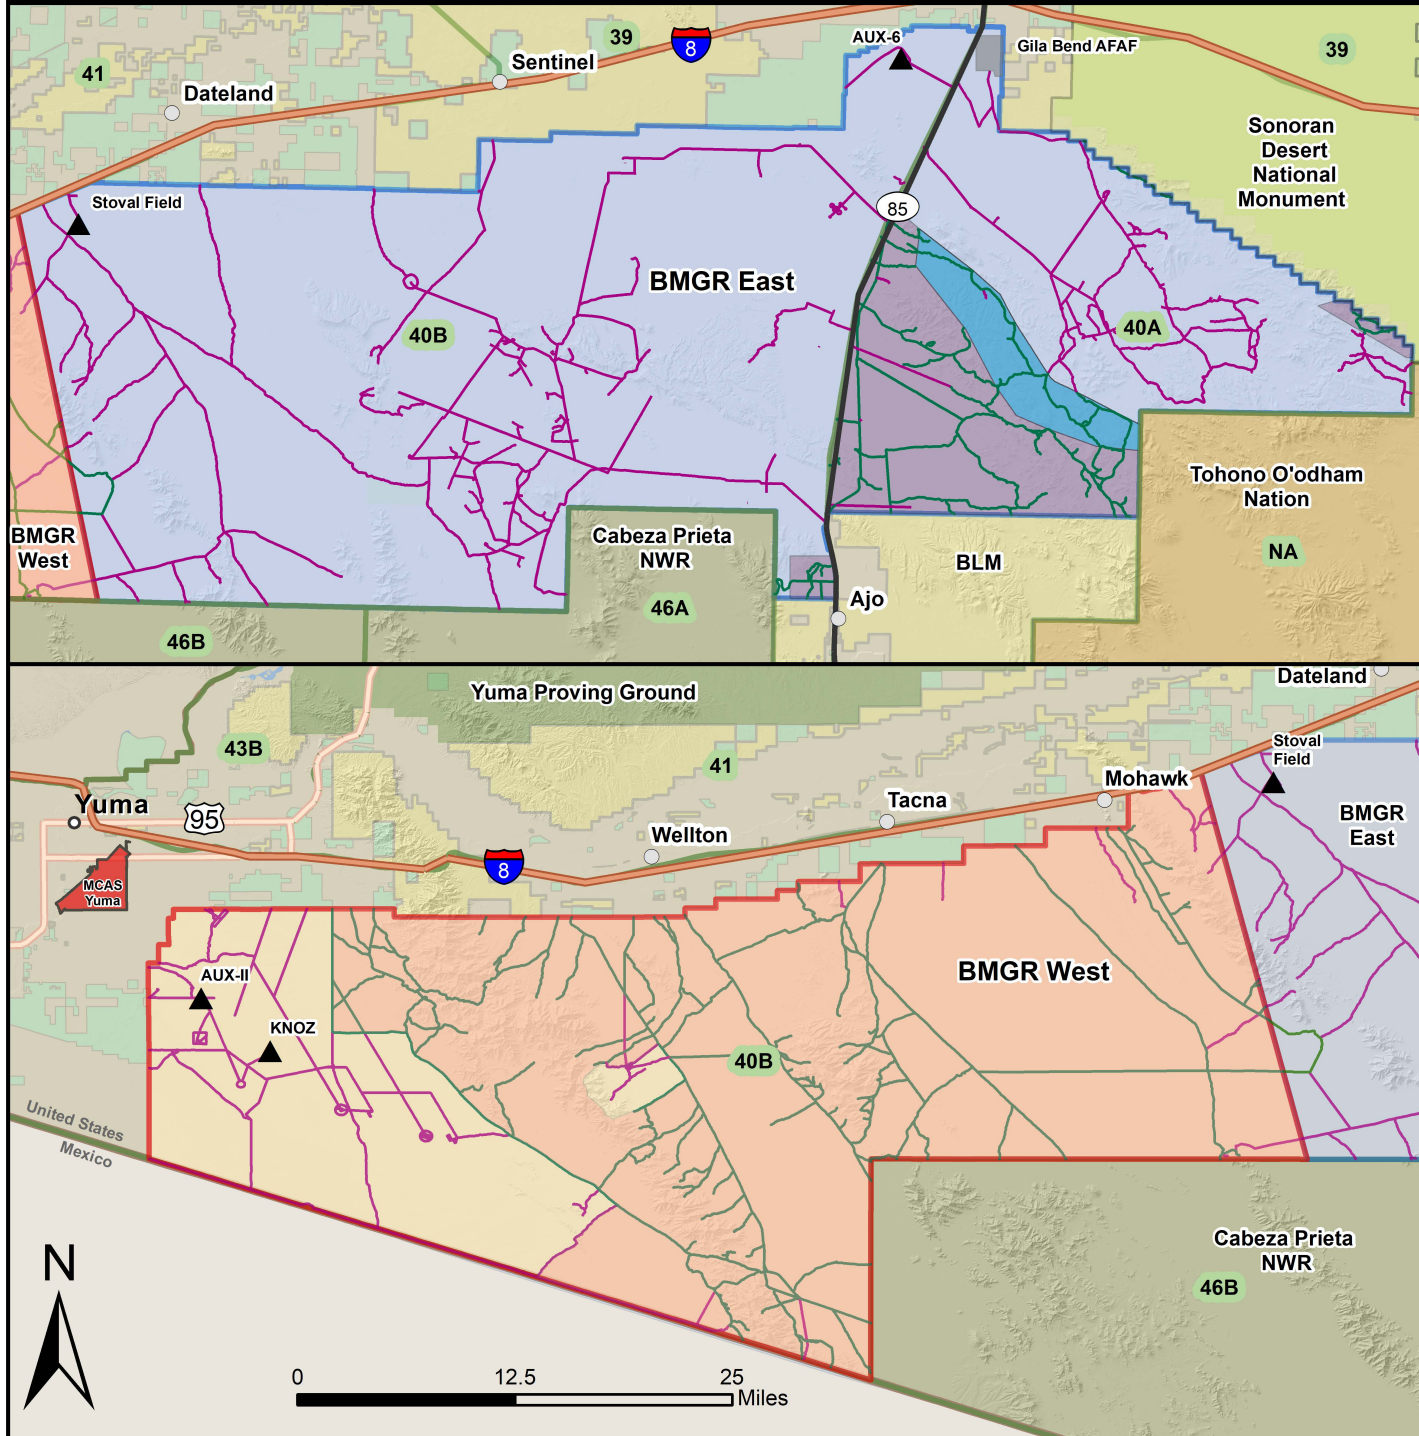 AUX-6
Gila Bend AFAF
39
8
39
41
Sentinel
Dateland
Sonoran
Desert
National
Monument
Stoval Field
85
BMGR East
40B
40A
Tohono O'odham
Nation
BMGR
West
Cabeza Prieta
NWR
BLM
NA
46A
Ajo
46B
Yuma Proving Ground
Dateland
43B
Stoval
Field
41
Mohawk
Yuma
95
Tacna
BMGR
East
Wellton
8
MCAS
Yuma
BMGR West
AUX-II
KNOZ
40B
United States
Mexico
Cabeza Prieta
NWR
46B
N
0 12.5 25
Miles